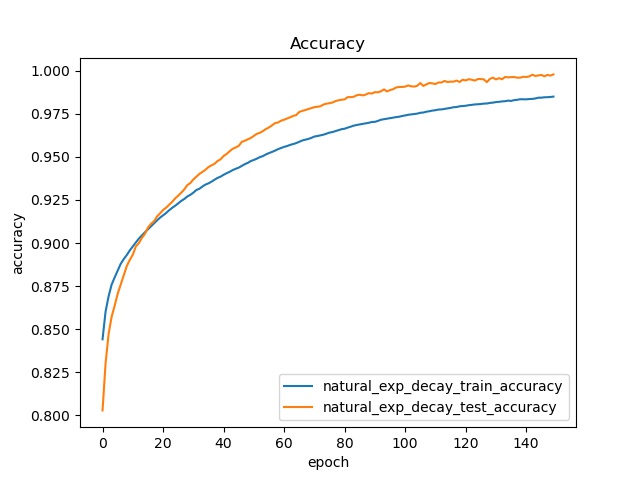 Accuracy
1.000
0.975
0.950
0.925
0.900
0.875
0.850
0.825
0.800
accuracy
0 20 40 60 80 100 120 140
epoch
natural_exp_decay_train_accuracy
natural_exp_decay_test_accuracy